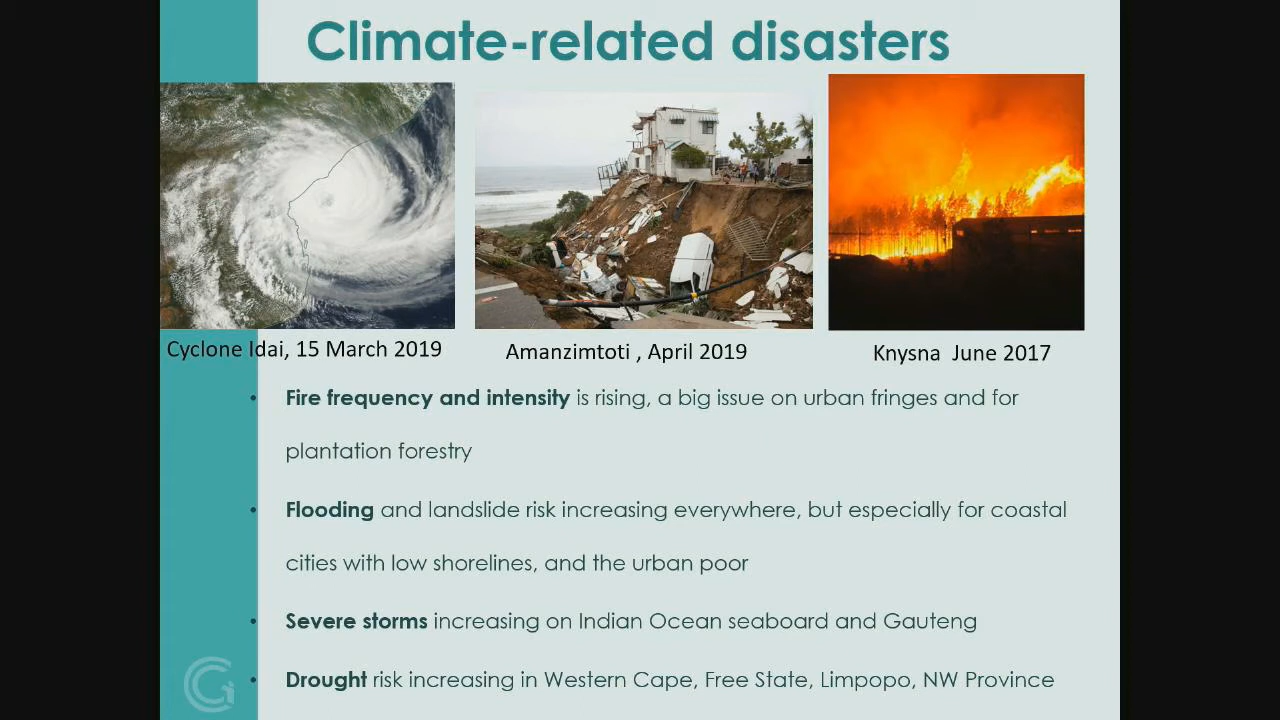 Climate-related disasters
Cyclone Idai, 15 March 2019
Amanzimtoti , April 2019
Knysna  June 2017
• Fire frequency and intensity is rising, a big issue on urban fringes and for
plantation forestry
• Flooding and landslide risk increasing everywhere, but especially for coastal
cities with low shorelines, and the urban poor
• Severe storms increasing on Indian Ocean seaboard and Gauteng
• Drought risk increasing in Western Cape, Free State, Limpopo, NW Province